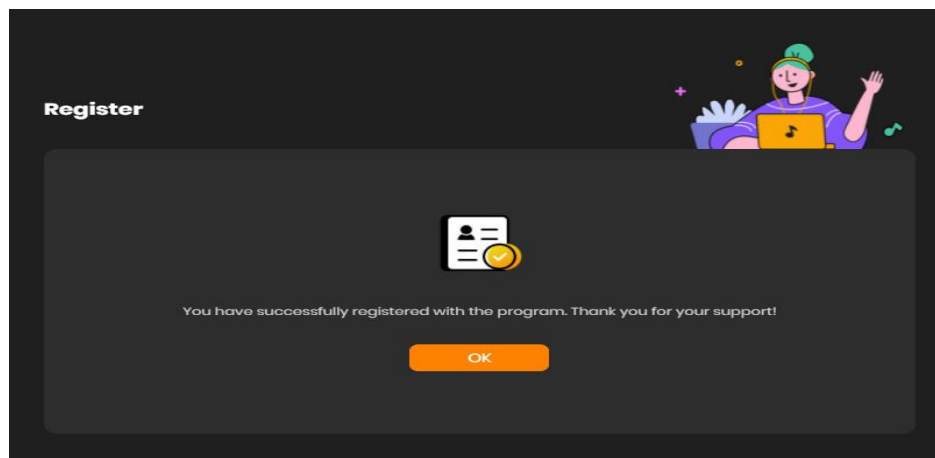 Register
You have successfully registered with the program. Thank you for your support!
OK